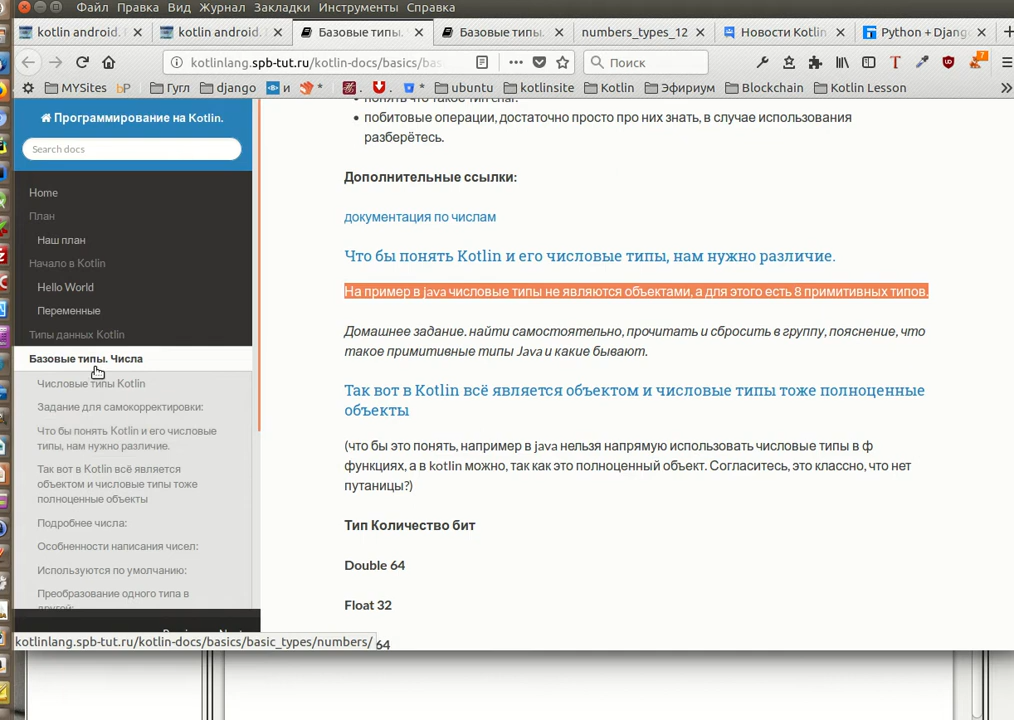 Файл Правка Вид Журнал Закладки Инструменты Справка
kotlin android. Базовые типы. kotlin android. Базовые типы. numbers_types_12 Новости Kotlin Python + Djang
kotlinlang.spb-tut.ru/kotlin-docs/basics/bas Поиск 7
MYSites bP Гугл django и * ubuntu kotlinsite Kotlin Эфириум Blockchain Kotlin Lesson
Программирование на Kotlin.
Search docs
Home
План
Наш план
Начало в Kotlin
Hello World
Переменные
Типы данных Kotlin
Базовые типы. Числа
Числовые типы Kotlin
Задание для самокорректировки:
Что бы понять Kotlin и его числовые
типы, нам нужно различие.
Так вот в Kotlin всё является
объектом и числовые типы тоже
полноценные объекты
Подробнее числа:
Особенности написания чисел:
Используются по умолчанию:
Преобразование одного типа в
другой:
kotlinlang.spb-tut.ru/kotlin-docs/basics/basic_types/numbers/
побитовые операции, достаточно просто про них знать, в случае использования
разберётесь.
Дополнительные ссылки:
документация по числам
Что бы понять Kotlin и его числовые типы, нам нужно различие.
На пример в java числовые типы не являются объектами, а для этого есть 8 примитивных типов.
Домашнее задание. найти самостоятельно, прочитать и сбросить в группу, пояснение, что
такое примитивные типы Java и какие бывают.
Так вот в Kotlin всё является объектом и числовые типы тоже полноценные
объекты
(что бы это понять, например в java нельзя напрямую использовать числовые типы в ф
функциях, а в kotlin можно, так как это полноценный объект. Согласитесь, это классно, что нет
путаницы?)
Тип Количество бит
Double 64
Float 32
64